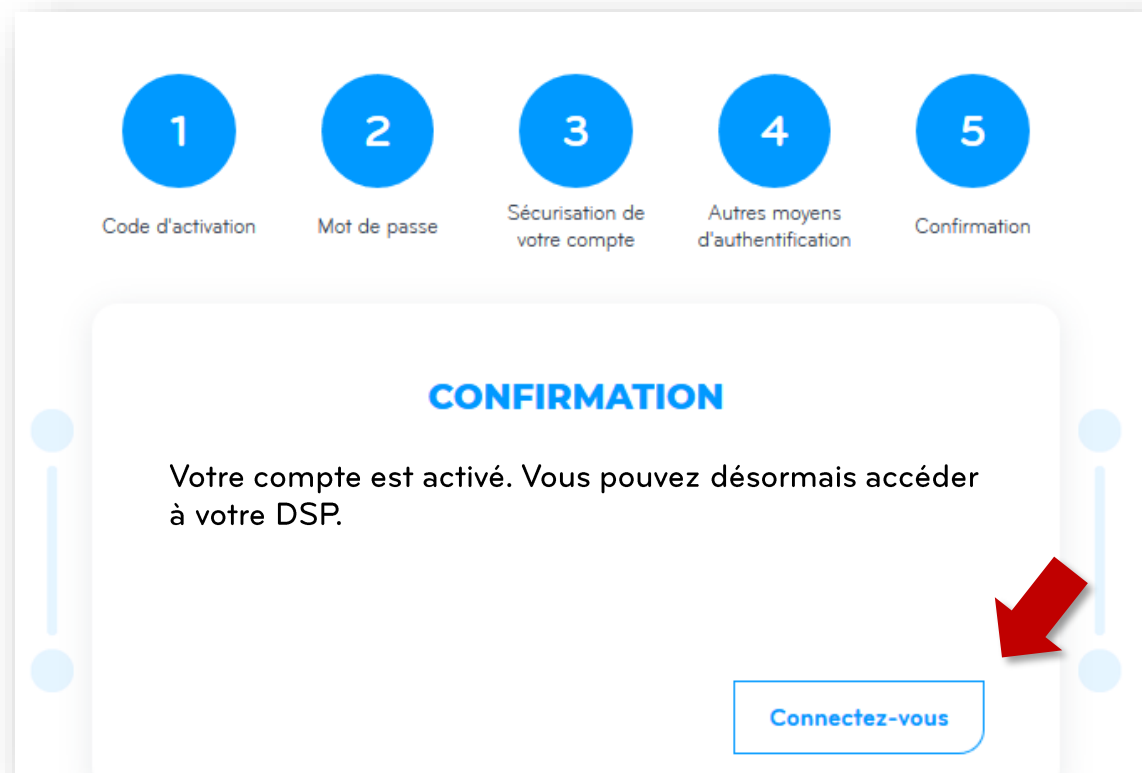 1
2
3
4
5
Code d'activation
Mot de passe
Sécurisation de
votre compte
Autres moyens
d'authentification
Confirmation
CONFIRMATION
Votre compte est activé. Vous pouvez désormais accéder
à votre DSP.
Connectez-vous